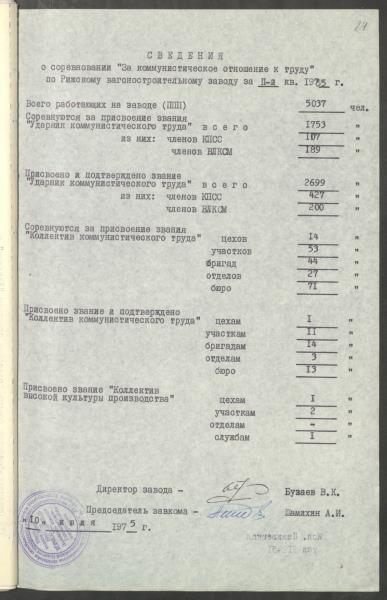 24
С В Е Д Е Н И Я
о соревновании "За коммунистическое отношение к труду"
по Рижскому вагоностроительному заводу за П-й кв. 1975 г.
Всего работающих на заводе (ППП) 5037 чел.
Соревнуются за присвоение звания
"Ударник коммунистического труда" в с е г о 1753 "
из них: членов КПСС 107 "
членов ВЛКСМ 189 "
Присвоено и подтверждено звание
"Ударник коммунистического труда" в с е г о 2699 "
из них: членов КПСС 427 "
членов ВЛКСМ 200 "
Соревнуются за присвоение звания
"Коллектив коммунистического труда" цехов 14 "
участков 53 "
бригад 44 "
отделов 27 "
бюро 71 "
Присвоено звание и подтверждено
"Коллектив коммунистического труда" цехам I "
участкам II "
бригадам 14 "
отделам 3 "
бюро 13 "
Присвоено звание "Коллектив
высокой культуры производства" цехам I "
участкам 2 "
отделам - "
службам I "
Директор завода - Бузаев В.К.
Председатель завкома - Шамихин А.И.
"10" июля 1975 г.